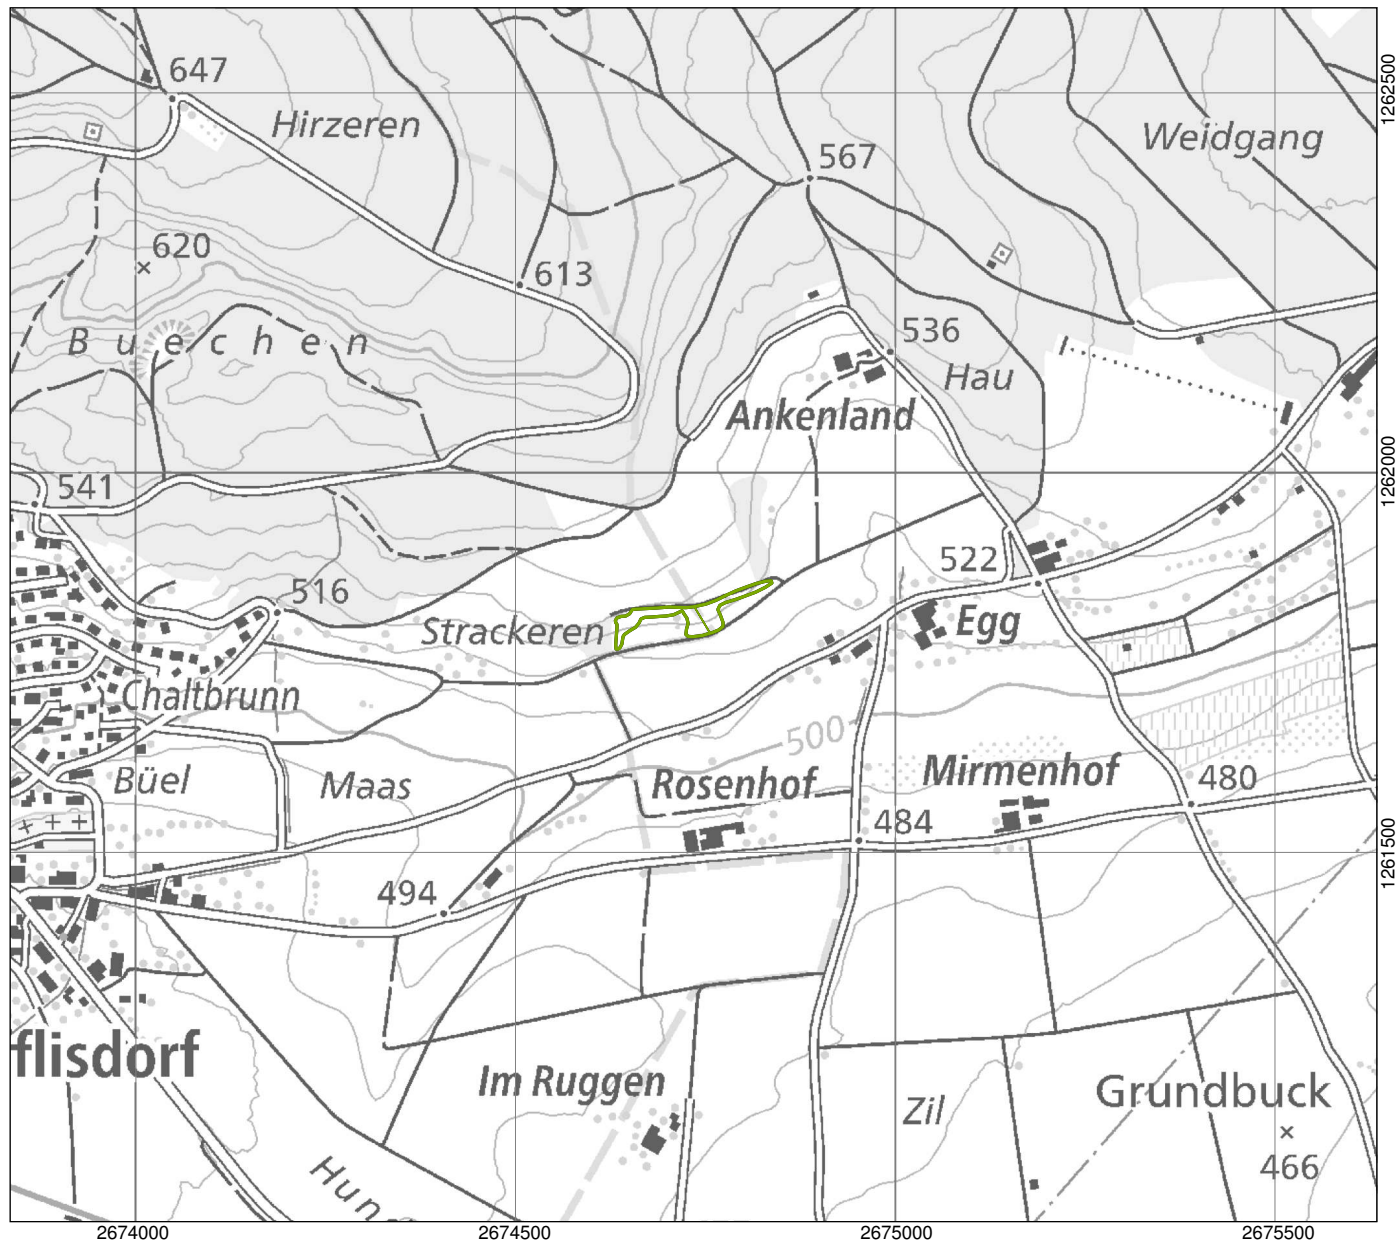 647
Hirzeren
1262500
Weidgang
567
620
613
536
B u e c h e n
Hau
Ankenland
1262000
541
522
516
Egg
Strackeren
Chaltbrunn
500
Mirmenhof
Büel
Maas
Rosenhof
480
484
1261500
494
flisdorf
Im Ruggen
Zil
Grundbuck
466
Hun
2674000
2674500
2675000
2675500